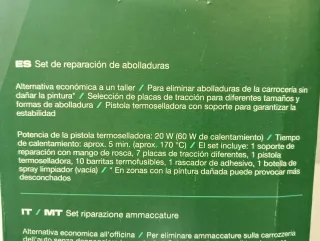 ES Set de reparación de abolladuras
Alternativa económica a un taller / Para eliminar abolladuras de la carrocería sin
dañar la pintura* / Selección de placas de tracción para diferentes tamaños y
formas de abolladura / Pistola termoselladora con soporte para garantizar la
estabilidad
Potencia de la pistola termoselladora: 20 W (60 W de calentamiento) / Tiempo
de calentamiento: aprox. 5 min. (aprox. 170 °C) / El set incluye: 1 soporte de
reparación con mango de rosca, 7 placas de tracción diferentes, 1 pistola
termoselladora, 10 barritas termofusibles, 1 rascador de adhesivo, 1 botella de
spray limpiador (vacía) / * En zonas con la pintura dañada puede provocar más
desconchados
IT / MT Set riparazione ammaccature
Alternativa economica all'officina / Per eliminare ammaccature sulla carrozzeria